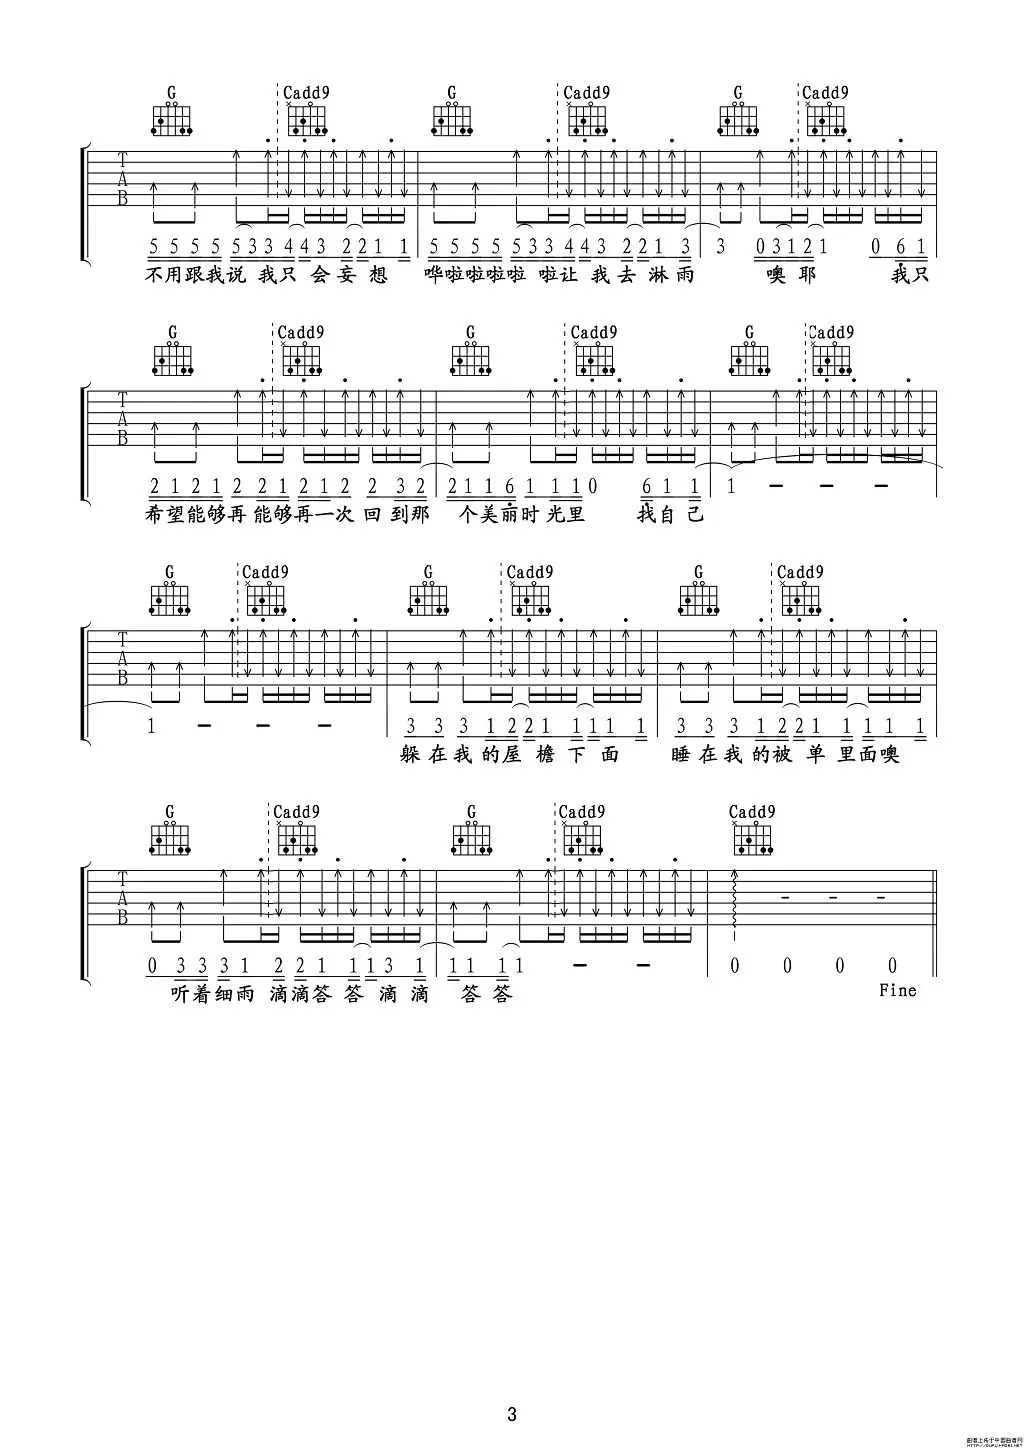 G Cadd9 G Cadd9 G Cadd9
T
A
B
5 5 5 5 5 3 3 4 4 3 2 2 1 1 5 5 5 5 5 3 3 4 4 3 2 2 1 3 3 0 3 1 2 1 0 6 1
不用跟我说 我只 会妄 想 哗啦啦啦啦 啦让 我去 淋雨 噢耶 我只
G Cadd9 G Cadd9 G Cadd9
T
A
B
2 1 2 1 2 2 1 2 1 2 2 3 2 2 1 1 6 1 1 1 0 6 1 1 1 - - -
希望能够再 能够再一次 回到那 个美丽时光里 找自己
G Cadd9 G Cadd9 G Cadd9
T
A
B
1 - - - 3 3 3 1 2 2 1 1 1 1 1 3 3 3 1 2 2 1 1 1 1 1
躲在我的屋 檐下面 睡在我的被 单里面噢
G Cadd9 G Cadd9 Cadd9
T
A
B
- - -
0 3 3 3 1 2 2 1 1 1 1 3 1 1 1 1 1 - - 0 0 0 0
听着细雨 滴滴答答 滴滴 答答
Fine
3